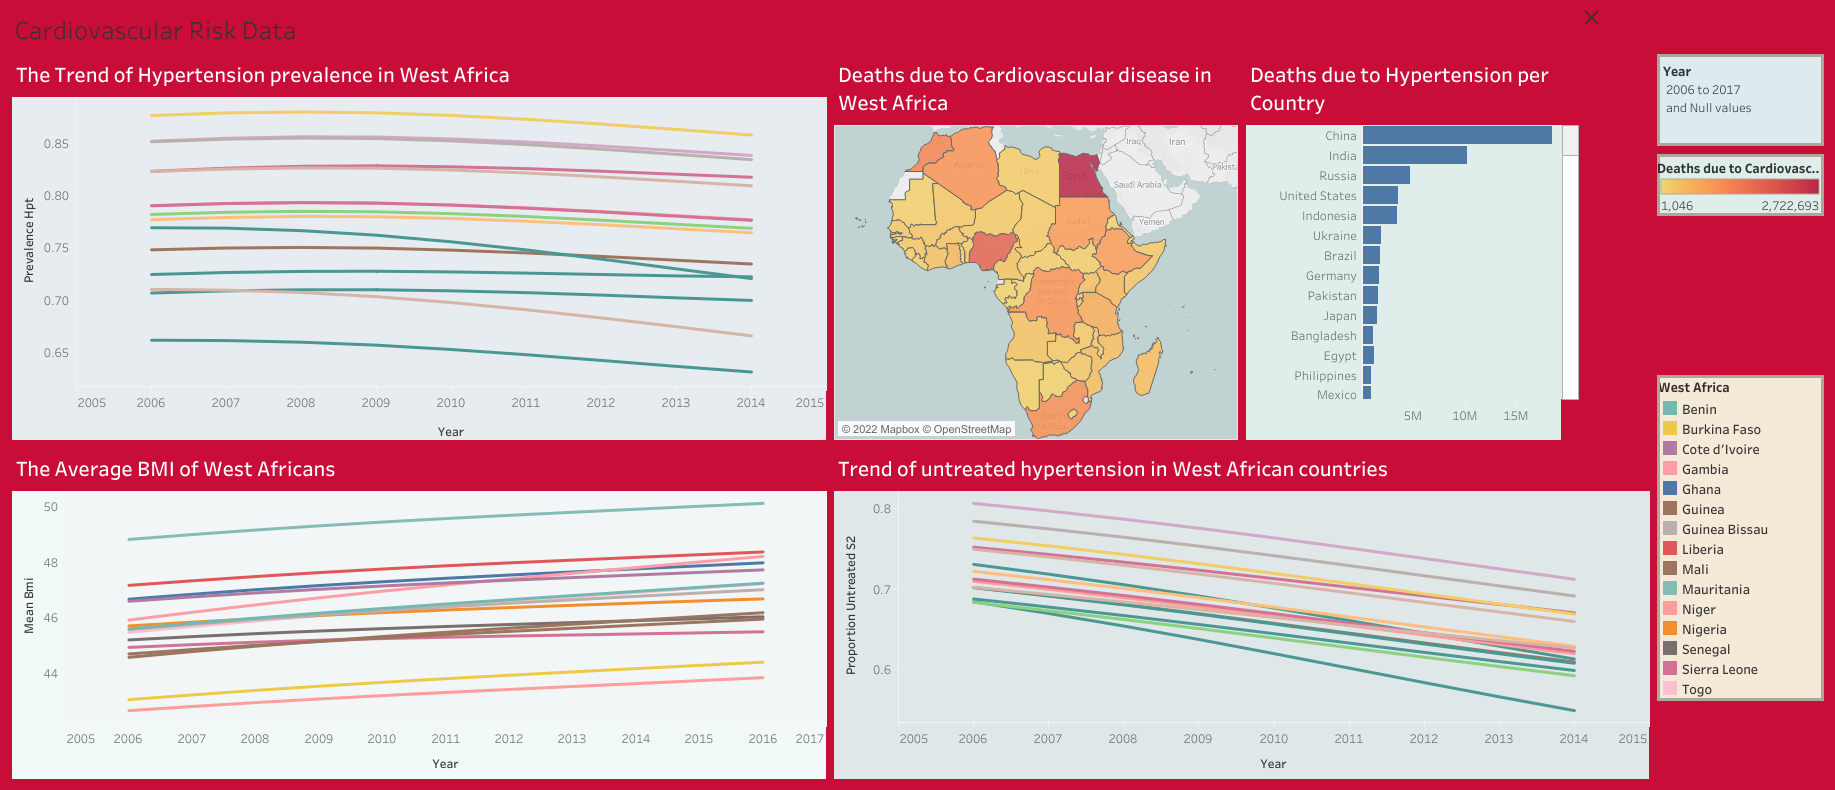 Cardiovascular Risk Data
The Trend of Hypertension prevalence in West Africa
0.85
0.80
0.75
0.70
0.65
Prevalence Hpt
2005 2006 2007 2008 2009 2010 2011 2012 2013 2014 2015
Year
Deaths due to Cardiovascular disease in
West Africa
Algeria
Libya
Egypt
Sudan
Iraq
Iran
Pakista
Saudi Arabia
Yemen
Democratic
Republic
of Congo
South
Africa
© 2022 Mapbox © OpenStreetMap
Deaths due to Hypertension per
Country
China
India
Russia
United States
Indonesia
Ukraine
Brazil
Germany
Pakistan
Japan
Bangladesh
Egypt
Philippines
Mexico
5M 10M 15M
Year
2006 to 2017
and Null values
Deaths due to Cardiovasc..
1,046 2,722,693
The Average BMI of West Africans
50
48
46
44
Mean Bmi
2005 2006 2007 2008 2009 2010 2011 2012 2013 2014 2015 2016 2017
Year
Trend of untreated hypertension in West African countries
0.8
0.7
0.6
Proportion Untreated S2
2005 2006 2007 2008 2009 2010 2011 2012 2013 2014 2015
Year
West Africa
Benin
Burkina Faso
Cote d'Ivoire
Gambia
Ghana
Guinea
Guinea Bissau
Liberia
Mali
Mauritania
Niger
Nigeria
Senegal
Sierra Leone
Togo